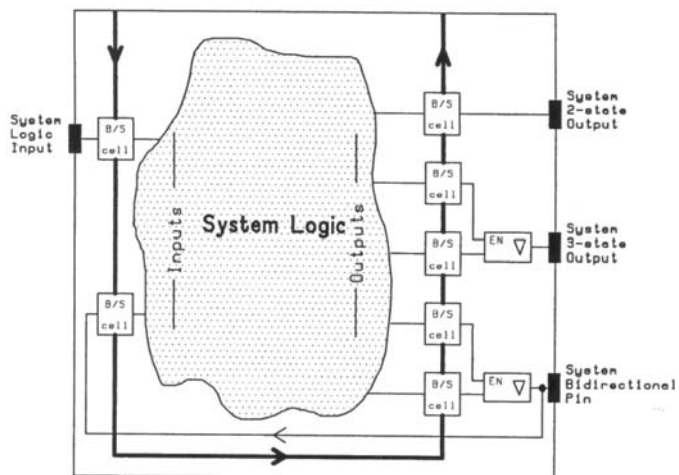 System
Logic
Input
B/S
cell
B/S
cell
Inputs
System Logic
Outputs
B/S
cell
B/S
cell
B/S
cell
B/S
cell
B/S
cell
EN
EN
System
2-state
Output
System
3-state
Output
System
Bidirectional
Pin